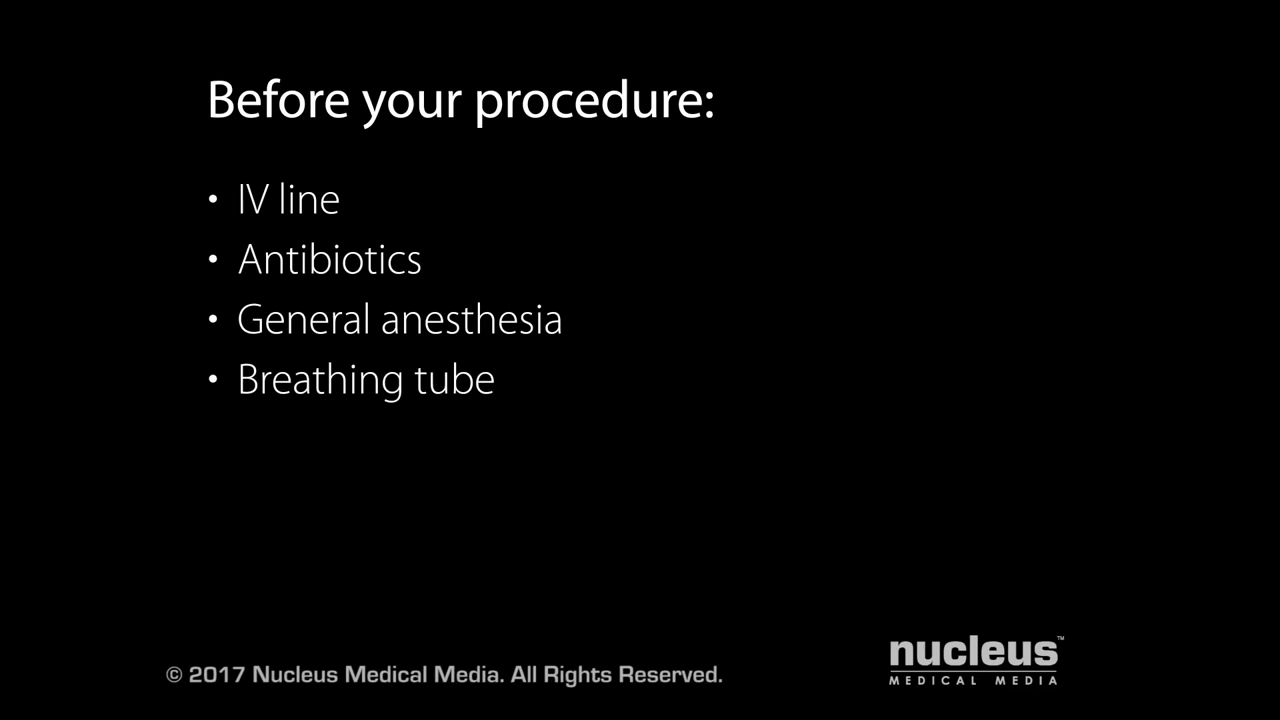 Before your procedure:
• IV line
• Antibiotics
• General anesthesia
• Breathing tube
nucleus™
MEDICAL MEDIA
© 2017 Nucleus Medical Media. All Rights Reserved.